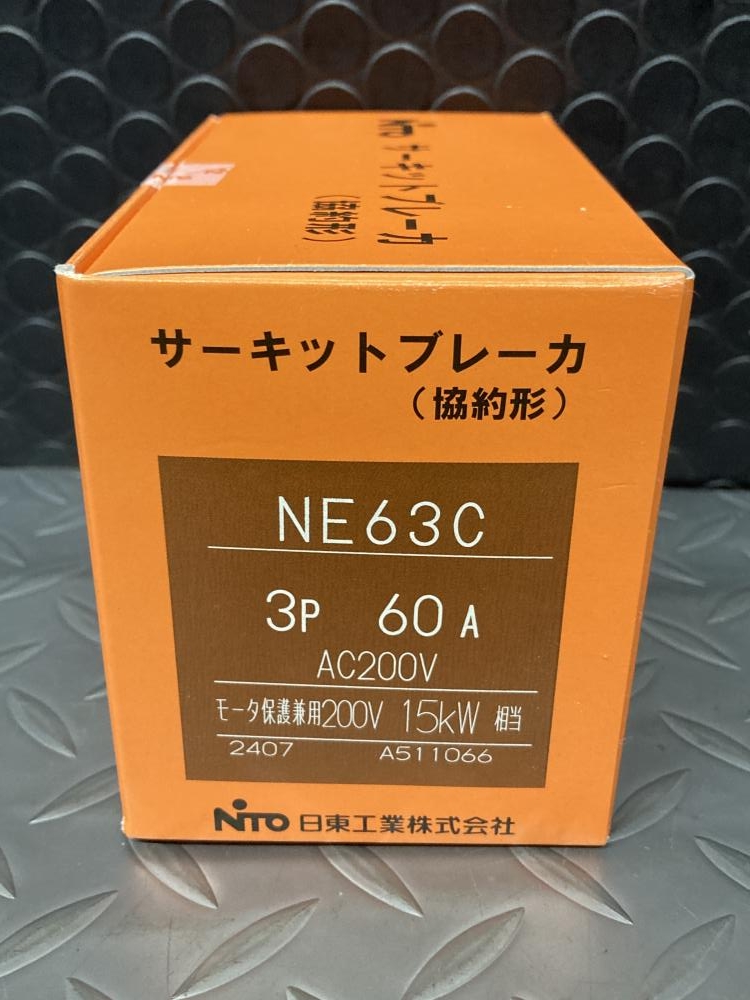 サーキットブレーカ
（協約形）
サーキットブレーカ
（協約形）
NE63C
3P 60A
AC200V
モータ保護兼用200V 15kW 相当
2407 A511066
NITO 日東工業株式会社